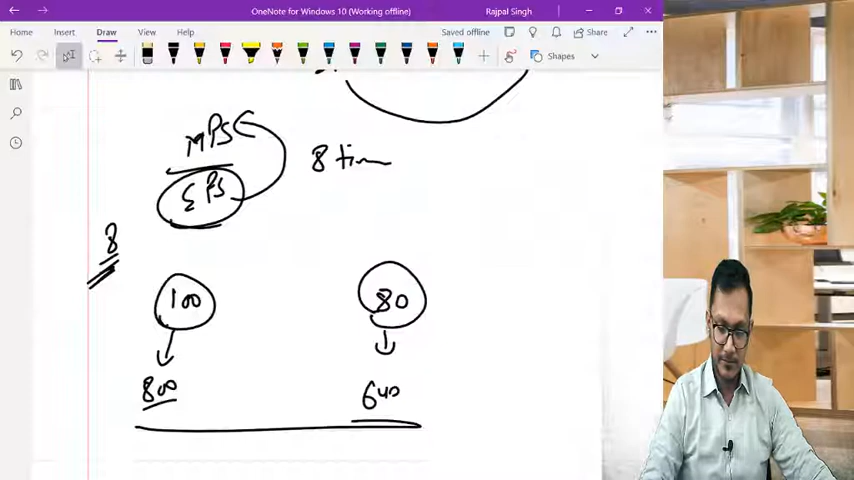 OneNote for Windows 10 (Working offline)
Rajpal Singh
Home Insert Draw View Help
Saved offline Share
Shapes
MPS
EPS
8 tim
8
100 80
800 640